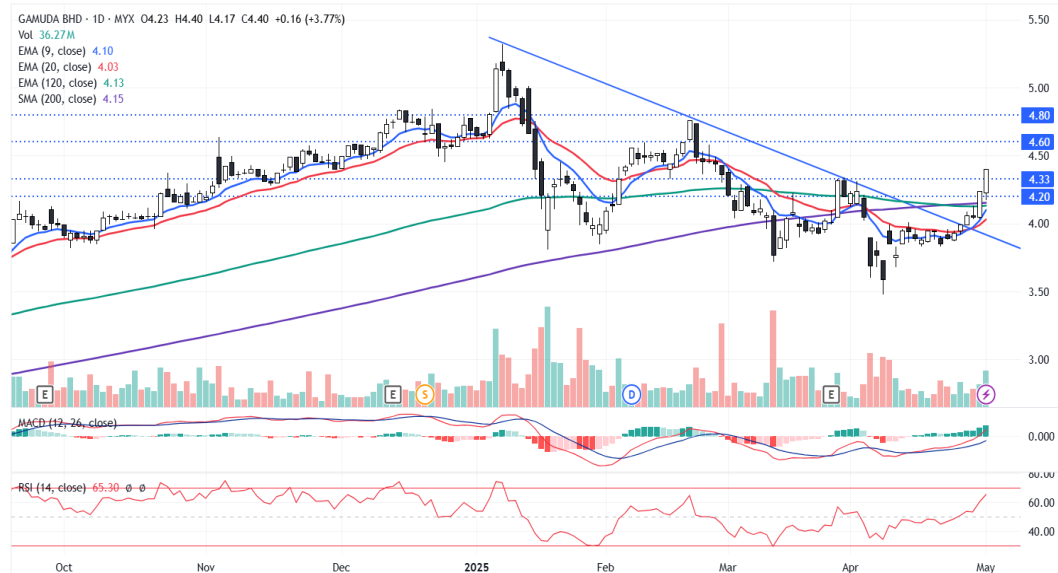 GAMUDA BHD · 1D · MYX O4.23 H4.40 L4.17 C4.40 +0.16 (+3.77%)
Vol 36.27M
EMA (9, close) 4.10
EMA (20, close) 4.03
EMA (120, close) 4.13
SMA (200, close) 4.15
5.50
5.00
4.80
4.60
4.50
4.33
4.20
4.00
3.50
3.00
E
E
S
D
E
MACD (12, 26, close)
0.000
80.00
RSI (14, close) 65.30 ø ø
60.00
40.00
Oct Nov Dec 2025 Feb Mar Apr May